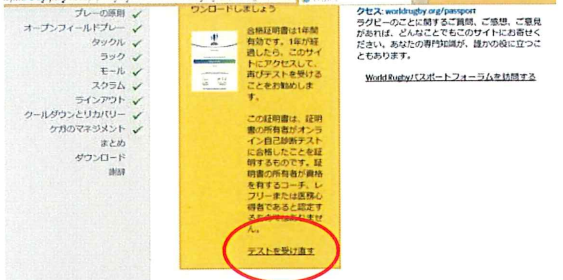 プレーの原則
オープンフィールドプレー
タックル
ラック
モール
スクラム
ラインアウト
クールダウンとリカバリー
ケガのマネジメント
まとめ
ダウンロード
謝辞
ウンロードしましょう
合格証明書は1年間
有効です。1年が経
過したら、このサイ
トにアクセスして、
再びテストを受ける
ことをお勧めしま
す。
この証明書は、証明
書の所有者がオンラ
イン自己診断テスト
に合格したことを証
明するものです。証
明書の所有者が資格
を有するコーチ、レ
フリーまたは医務心
得者であると認定す
るものではありませ
ん。
テストを受け直す
クセス: worldrugby.org/passport
ラグビーのことに関するご質問、ご感想、ご意見
があれば、どんなことでもこのサイトにお寄せく
ださい。あなたの専門知識が、誰かの役に立つこ
ともあります。
World Rugbyパスポートフォーラムを訪問する